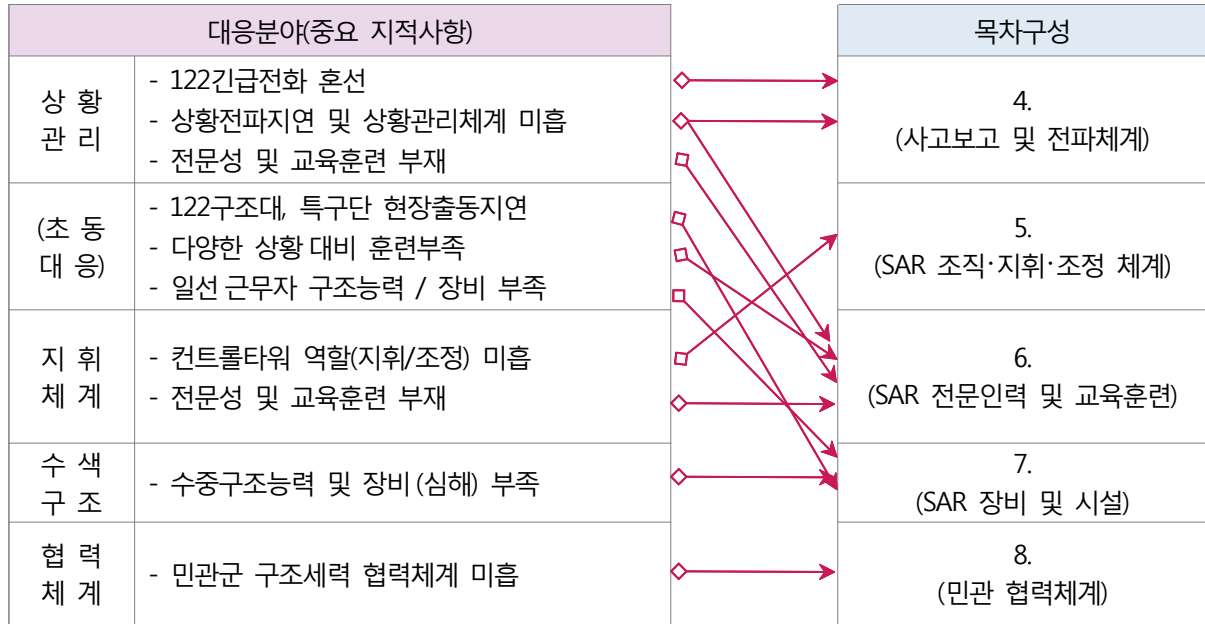 대응분야(중요 지적사항)
목차구성
상 황
관 리
- 122긴급전화 혼선
- 상황전파지연 및 상황관리체계 미흡
- 전문성 및 교육훈련 부재
4.
(사고보고 및 전파체계)
(초 동
대 응)
- 122구조대, 특구단 현장출동지연
- 다양한 상황 대비 훈련부족
- 일선 근무자 구조능력 / 장비 부족
5.
(SAR 조직·지휘·조정 체계)
지 휘
체 계
- 컨트롤타워 역할(지휘/조정) 미흡
- 전문성 및 교육훈련 부재
6.
(SAR 전문인력 및 교육훈련)
수 색
구 조
- 수중구조능력 및 장비(심해) 부족
7.
(SAR 장비 및 시설)
협 력
체 계
- 민관군 구조세력 협력체계 미흡
8.
(민관 협력체계)